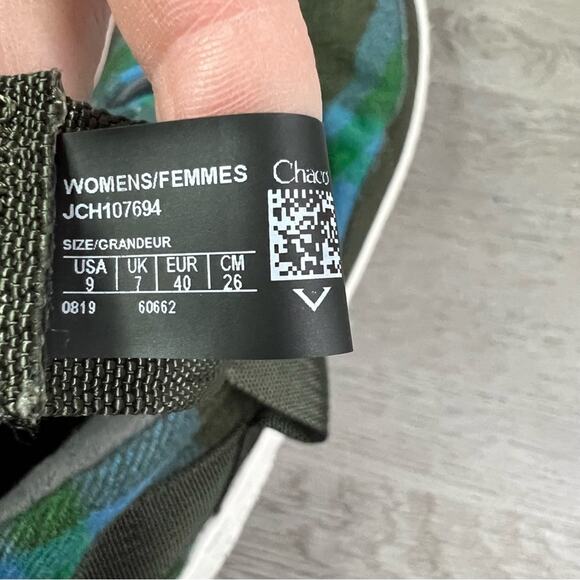 WOMENS/FEMMES
JCH107694
SIZE/GRANDEUR
USA UK EUR CM
9 7 40 26
0819 60662
Chaco